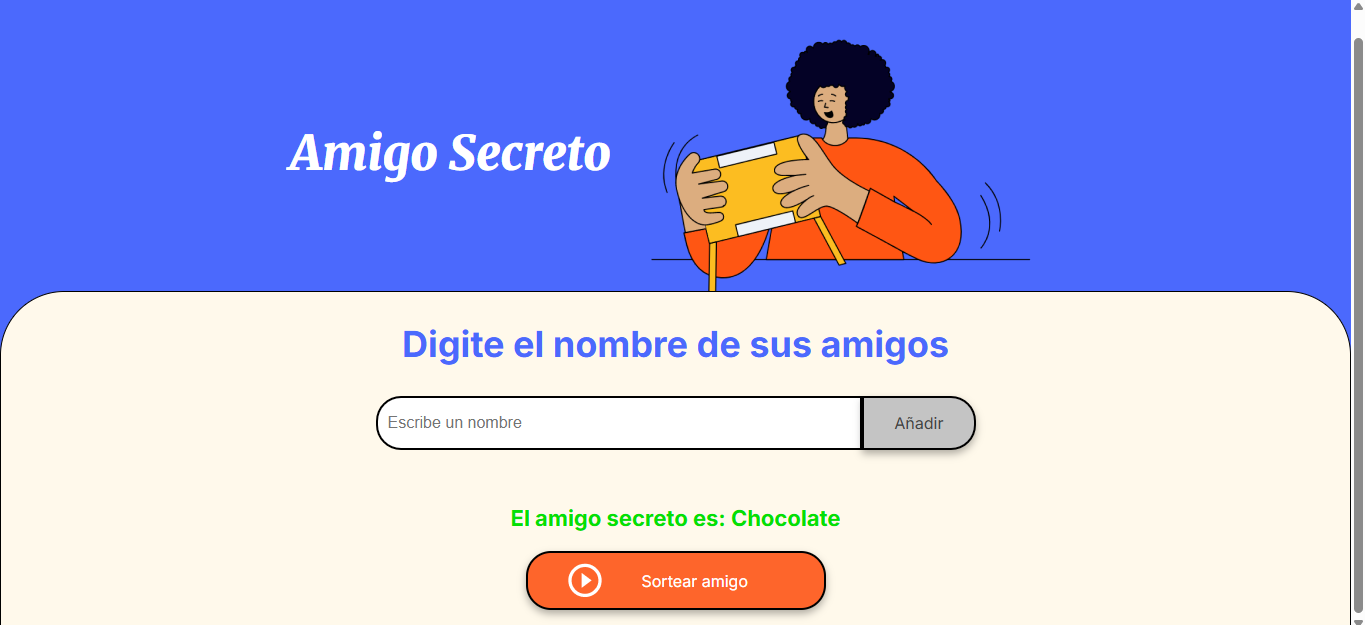 Amigo Secreto
Digite el nombre de sus amigos
Escribe un nombre
Añadir
El amigo secreto es: Chocolate
Sortear amigo